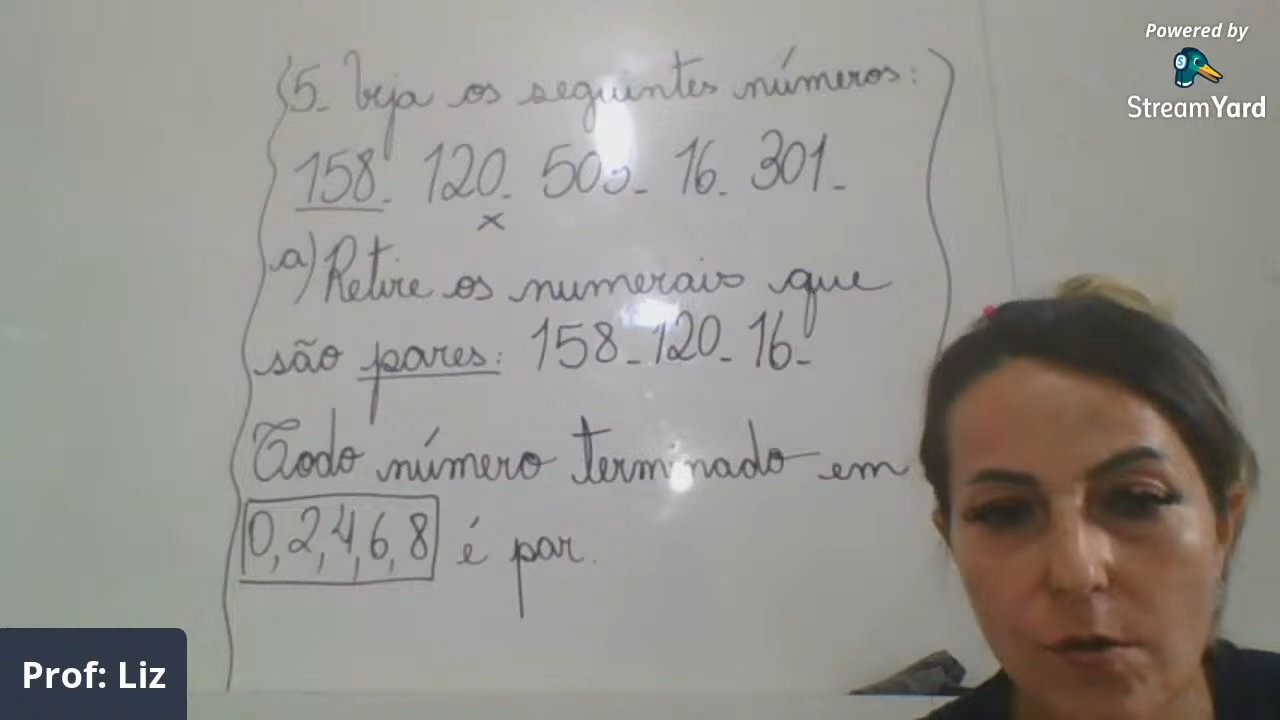 5- Veja os seguintes números:
158- 120- 505- 16- 301-
x
a) Retire os numerais que
são pares: 158- 120- 16-
Todo número terminado em
0, 2, 4, 6, 8 é par.
Powered by
StreamYard
Prof: Liz